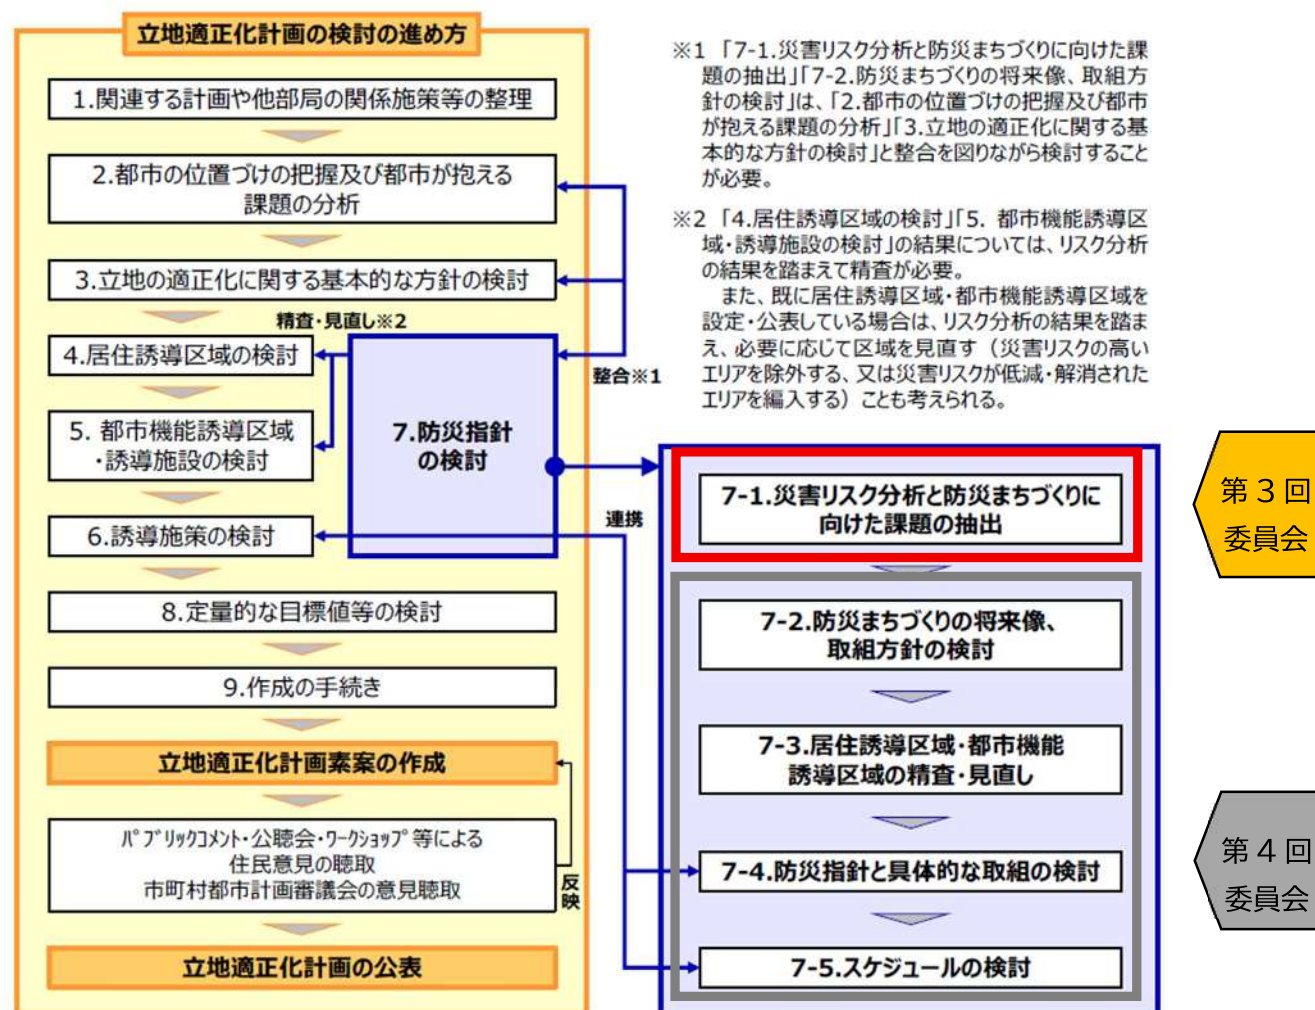 立地適正化計画の検討の進め方
1.関連する計画や他部局の関係施策等の整理
2.都市の位置づけの把握及び都市が抱える
課題の分析
3.立地の適正化に関する基本的な方針の検討
精査・見直し※2
4.居住誘導区域の検討
5. 都市機能誘導区域
・誘導施設の検討
6.誘導施策の検討
7.防災指針
の検討
整合※1
連携
8.定量的な目標値等の検討
9.作成の手続き
立地適正化計画素案の作成
ﾊﾟﾌﾞﾘｯｸｺﾒﾝﾄ・公聴会・ﾜｰｸｼｮｯﾌﾟ等による
住民意見の聴取
市町村都市計画審議会の意見聴取
反映
立地適正化計画の公表
※1 「7-1.災害リスク分析と防災まちづくりに向けた課
題の抽出」「7-2.防災まちづくりの将来像、取組方
針の検討」は、「2.都市の位置づけの把握及び都市
が抱える課題の分析」「3.立地の適正化に関する基
本的な方針の検討」と整合を図りながら検討すること
が必要。
※2 「4.居住誘導区域の検討」「5. 都市機能誘導区
域・誘導施設の検討」の結果については、リスク分析
の結果を踏まえて精査が必要。
また、既に居住誘導区域・都市機能誘導区域を
設定・公表している場合は、リスク分析の結果を踏ま
え、必要に応じて区域を見直す（災害リスクの高い
エリアを除外する、又は災害リスクが低減・解消された
エリアを編入する）ことも考えられる。
7-1.災害リスク分析と防災まちづくりに
向けた課題の抽出
7-2.防災まちづくりの将来像、
取組方針の検討
7-3.居住誘導区域・都市機能
誘導区域の精査・見直し
7-4.防災指針と具体的な取組の検討
7-5.スケジュールの検討
第３回
委員会
第４回
委員会